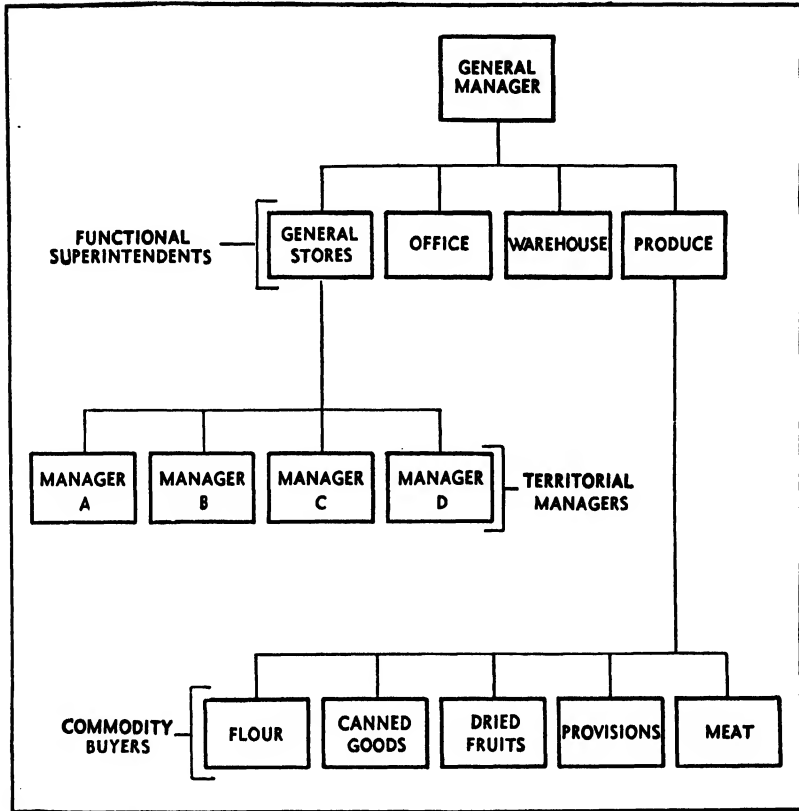 GENERAL
MANAGER
FUNCTIONAL
SUPERINTENDENTS
GENERAL
STORES
OFFICE
WAREHOUSE
PRODUCE
MANAGER
A
MANAGER
B
MANAGER
C
MANAGER
D
TERRITORIAL
MANAGERS
COMMODITY
BUYERS
FLOUR
CANNED
GOODS
DRIED
FRUITS
PROVISIONS
MEAT